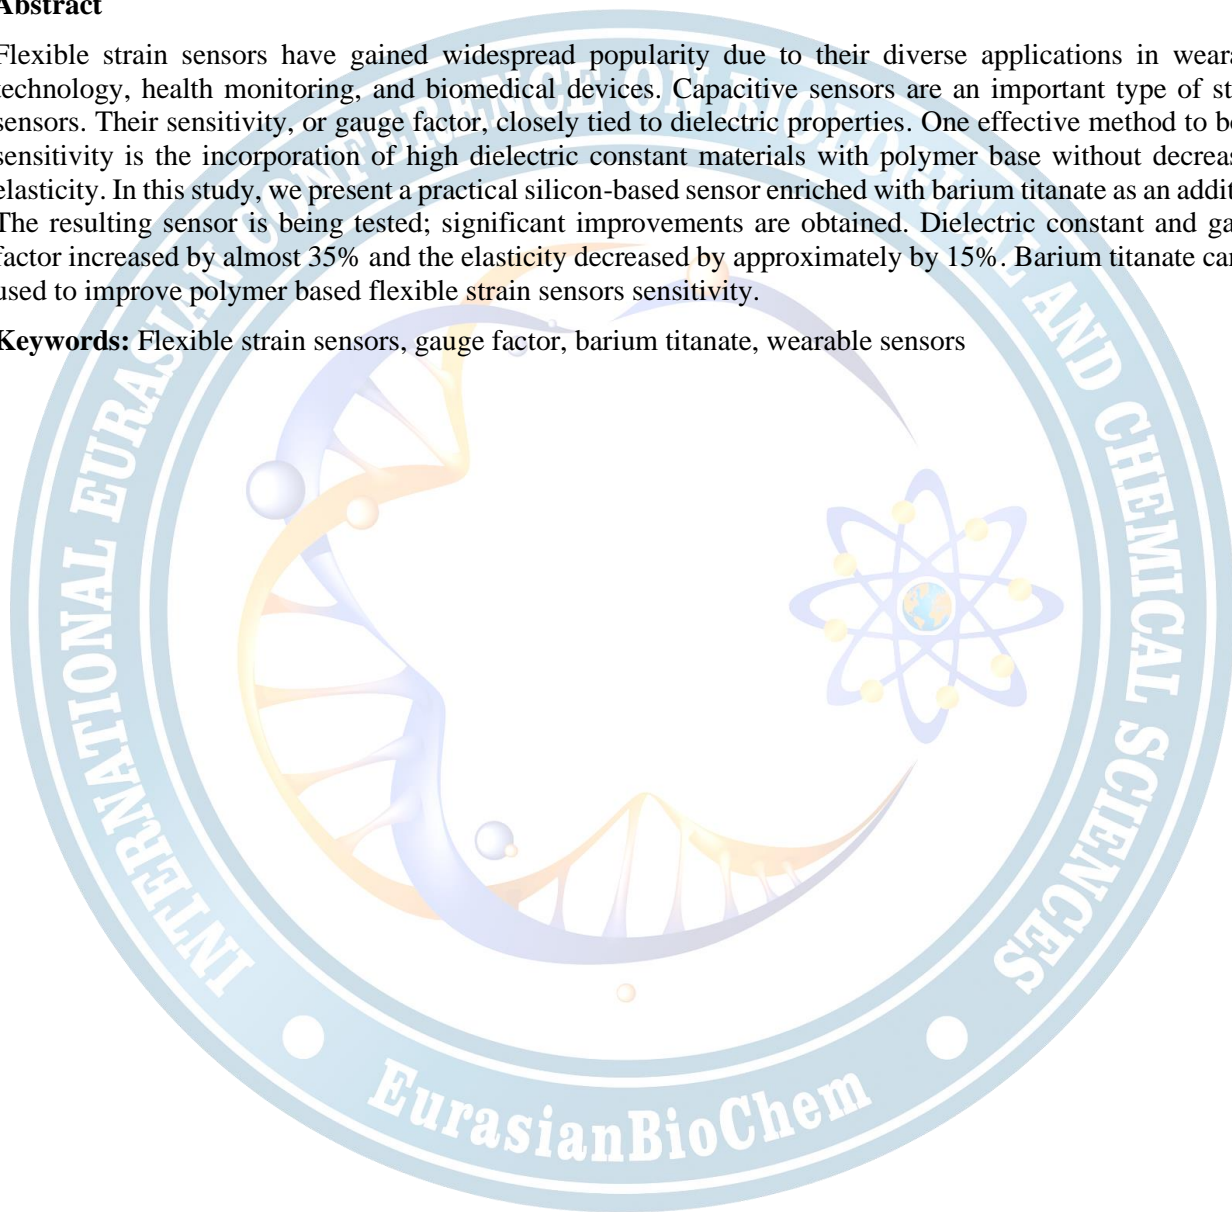 Abstract
Flexible strain sensors have gained widespread popularity due to their diverse applications in wear
technology, health monitoring, and biomedical devices. Capacitive sensors are an important type of st
sensors. Their sensitivity, or gauge factor, closely tied to dielectric properties. One effective method to bo
sensitivity is the incorporation of high dielectric constant materials with polymer base without decreas
elasticity. In this study, we present a practical silicon-based sensor enriched with barium titanate as an addit
The resulting sensor is being tested; significant improvements are obtained. Dielectric constant and ga
factor increased by almost 35% and the elasticity decreased by approximately by 15%. Barium titanate can
used to improve polymer based flexible strain sensors sensitivity.
Keywords: Flexible strain sensors, gauge factor, barium titanate, wearable sensors
INTERNATIONAL EURASIAN CONFERENCE ON BIOLOGICAL AND CHEMICAL SCIENCES
EurasianBioChem